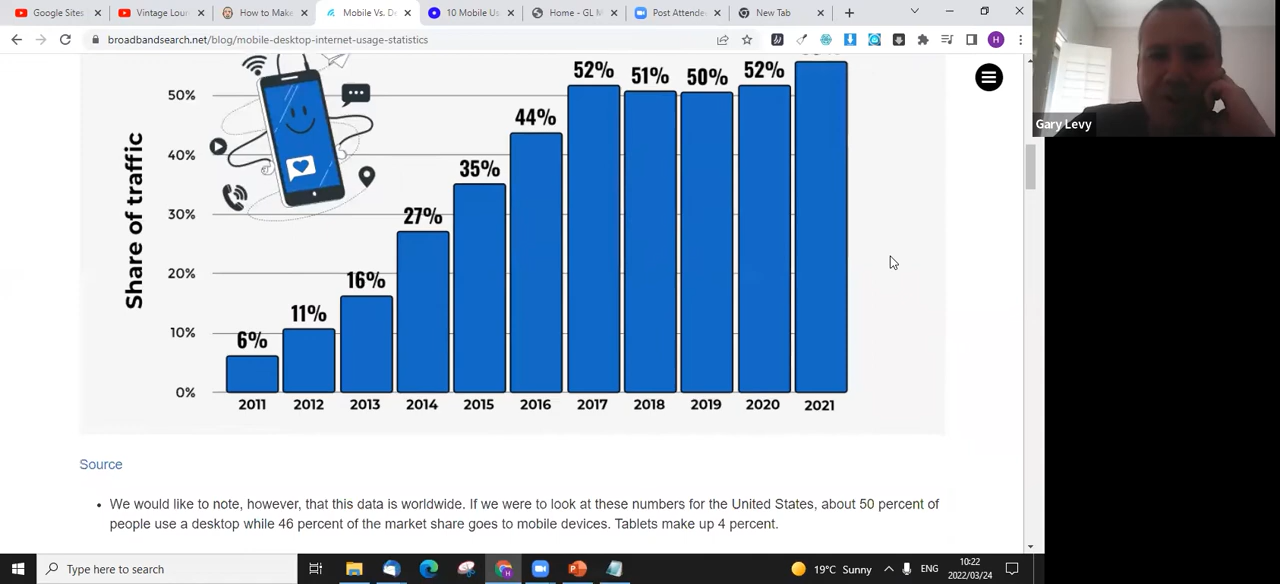 Google Sites
Vintage Lour
How to Make
Mobile Vs. De
10 Mobile Us
Home - GL M
Post Attende
New Tab
broadbandsearch.net/blog/mobile-desktop-internet-usage-statistics
H
Gary Levy
Share of traffic
50%
40%
30%
20%
10%
0%
6%
11%
16%
27%
35%
44%
52%
51%
50%
52%
2011 2012 2013 2014 2015 2016 2017 2018 2019 2020 2021
Source
• We would like to note, however, that this data is worldwide. If we were to look at these numbers for the United States, about 50 percent of
people use a desktop while 46 percent of the market share goes to mobile devices. Tablets make up 4 percent.
Type here to search
19°C Sunny
ENG
10:22
2022/03/24